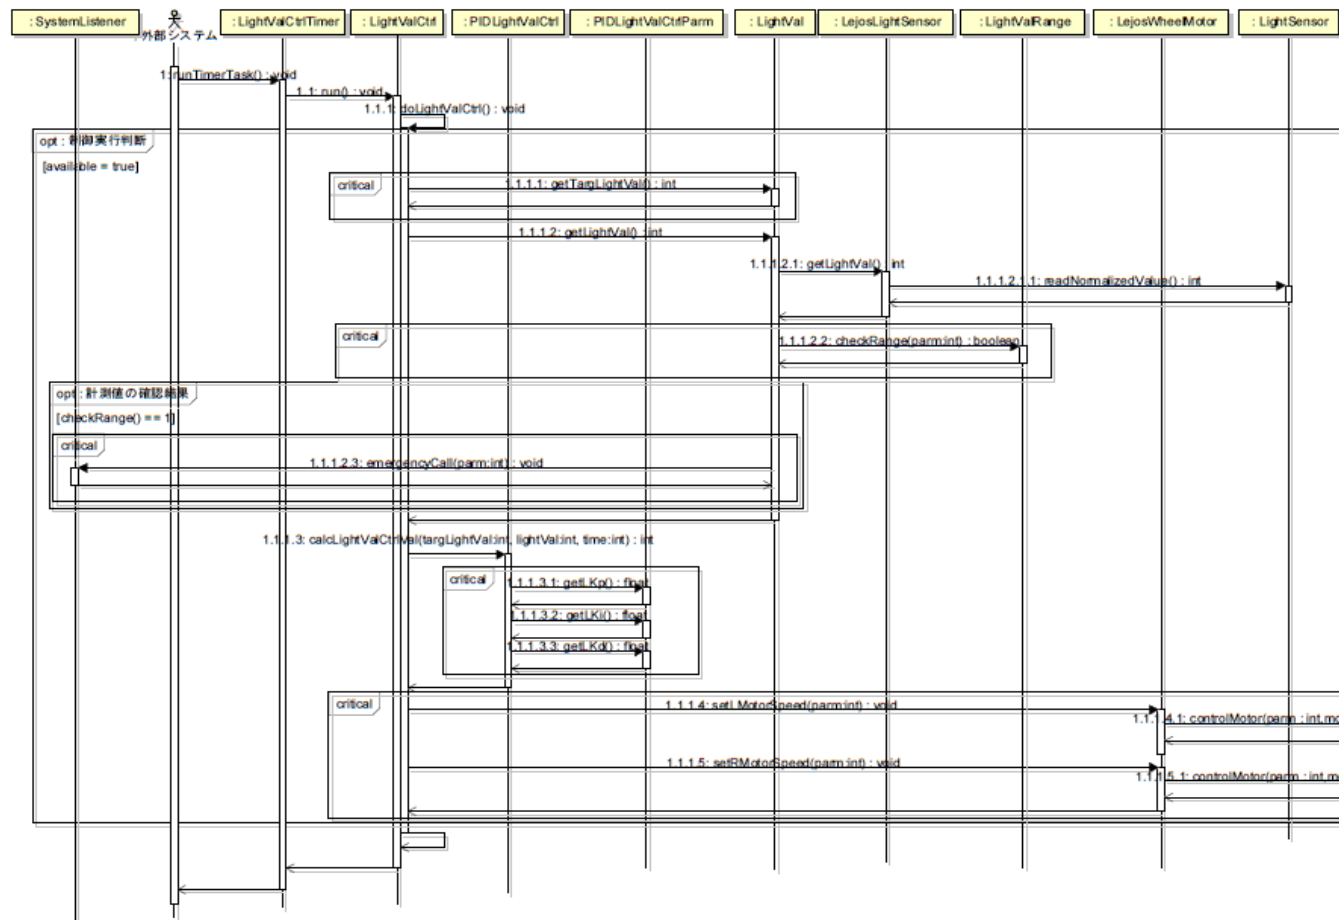 : SystemListener
: 外部システム
: LightValCtrlTimer
: LightValCtrl
: PIDLightValCtrl
: PIDLightValCtrlParm
: LightVal
: LejosLightSensor
: LightValRange
: LejosWheelMotor
: LightSensor
1: runTimerTask() : void
1.1: run() : void
1.1.1: doLightValCtrl() : void
opt : 制御実行判断
[available = true]
critical
1.1.1.1: getTargLightVal() : int
1.1.1.2: getLightVal() : int
1.1.1.2.1: getLightVal() : int
1.1.1.2.1.1: readNormalizedValue() : int
critical
1.1.1.2.2: checkRange(parm:int) : boolean
opt : 計測値の確認結果
[checkRange() == 1]
critical
1.1.1.2.3: emergencyCall(parm:int) : void
1.1.1.3: calcLightValCtrlVal(targLightVal:int, lightVal:int, time:int) : int
critical
1.1.1.3.1: getLKp() : float
1.1.1.3.2: getLKi() : float
1.1.1.3.3: getLKd() : float
critical
1.1.1.4: setLMotorSpeed(parm:int) : void
1.1.1.4.1: controlMotor(parm : int,mo
1.1.1.5: setRMotorSpeed(parm:int) : void
1.1.1.5.1: controlMotor(parm : int,m